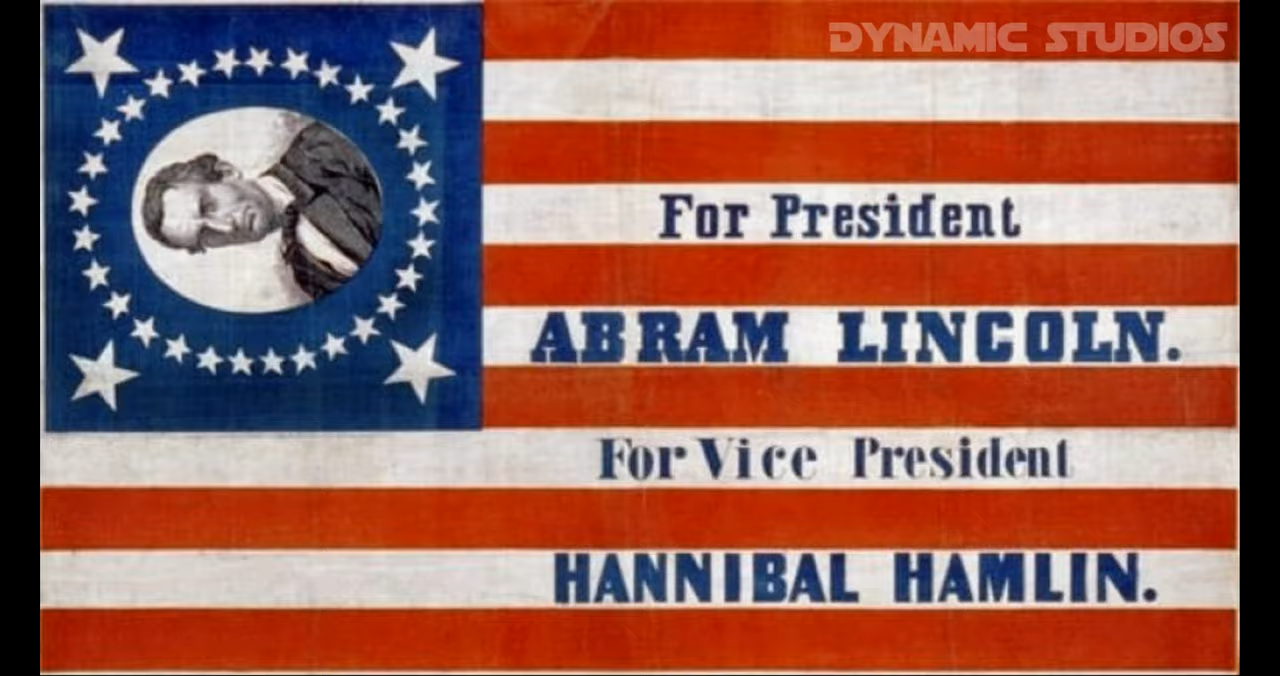 DYNAMIC STUDIOS
For President
ABRAM LINCOLN.
For Vice President
HANNIBAL HAMLIN.